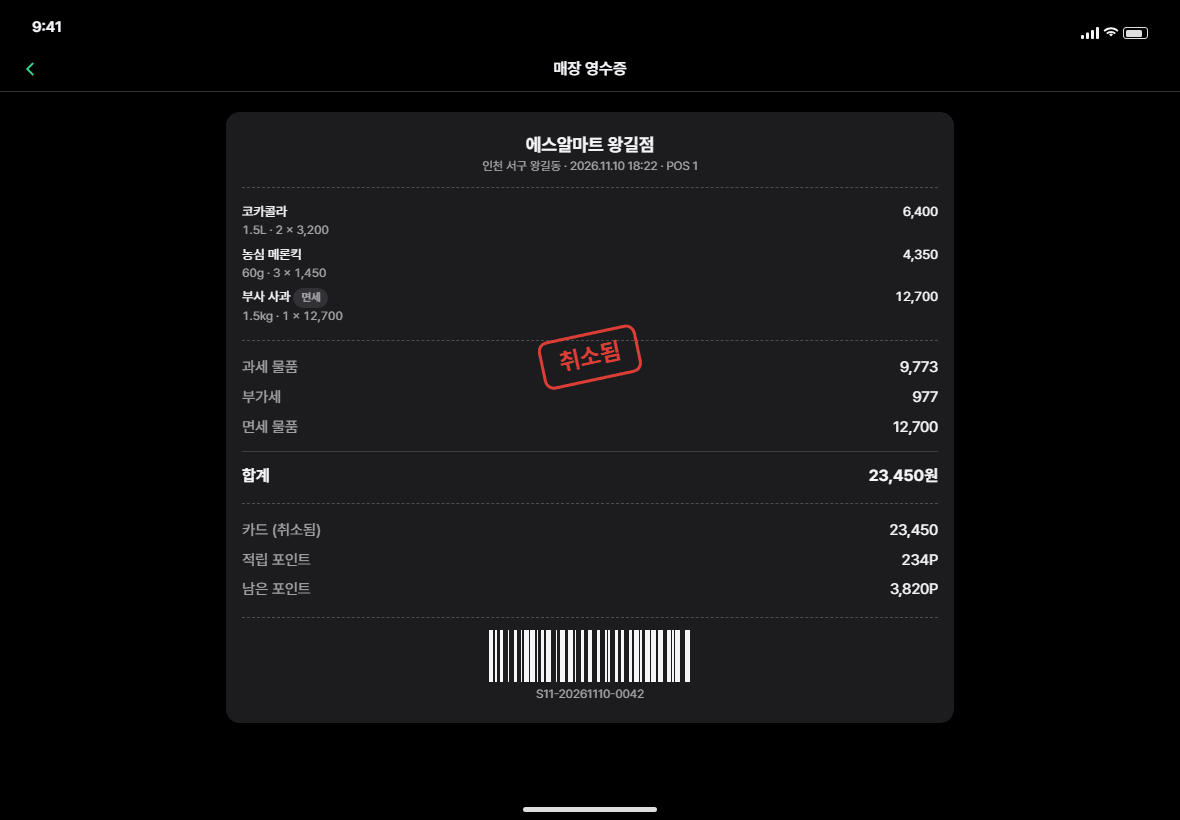 9:41
매장 영수증
에스알마트 왕길점
인천 서구 왕길동 · 2026.11.10 18:22 · POS 1
코카콜라 6,400
1.5L · 2 × 3,200
농심 메론킥 4,350
60g · 3 × 1,450
부사 사과 면세 12,700
1.5kg · 1 × 12,700
취소됨
과세 물품 9,773
부가세 977
면세 물품 12,700
합계 23,450원
카드 (취소됨) 23,450
적립 포인트 234P
남은 포인트 3,820P
S11-20261110-0042